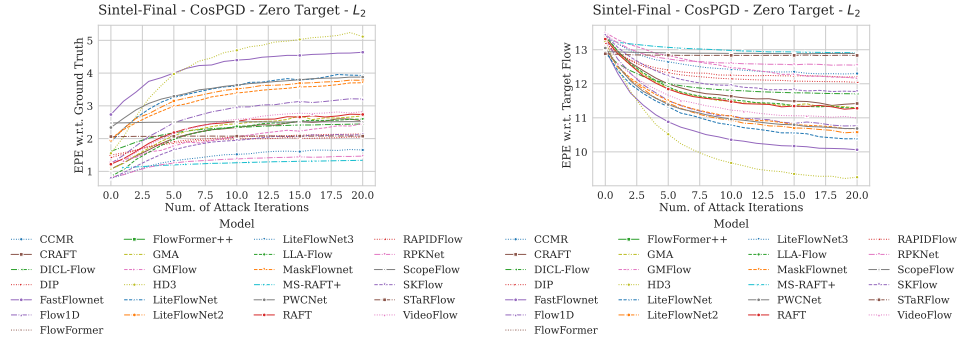 Sintel-Final - CosPGD - Zero Target - L₂
EPE w.r.t. Ground Truth
5
4
3
2
1
0.0 2.5 5.0 7.5 10.0 12.5 15.0 17.5 20.0
Num. of Attack Iterations
Model
CCMR FlowFormer++ LiteFlowNet3 RAPIDFlow
CRAFT GMA LLA-Flow RPKNet
DICL-Flow GMFlow MaskFlownet ScopeFlow
DIP HD3 MS-RAFT+ SKFlow
FastFlownet LiteFlowNet PWCNet STaRFlow
Flow1D LiteFlowNet2 RAFT VideoFlow
FlowFormer
Sintel-Final - CosPGD - Zero Target - L₂
EPE w.r.t. Target Flow
13
12
11
10
0.0 2.5 5.0 7.5 10.0 12.5 15.0 17.5 20.0
Num. of Attack Iterations
Model
CCMR FlowFormer++ LiteFlowNet3 RAPIDFlow
CRAFT GMA LLA-Flow RPKNet
DICL-Flow GMFlow MaskFlownet ScopeFlow
DIP HD3 MS-RAFT+ SKFlow
FastFlownet LiteFlowNet PWCNet STaRFlow
Flow1D LiteFlowNet2 RAFT VideoFlow
FlowFormer